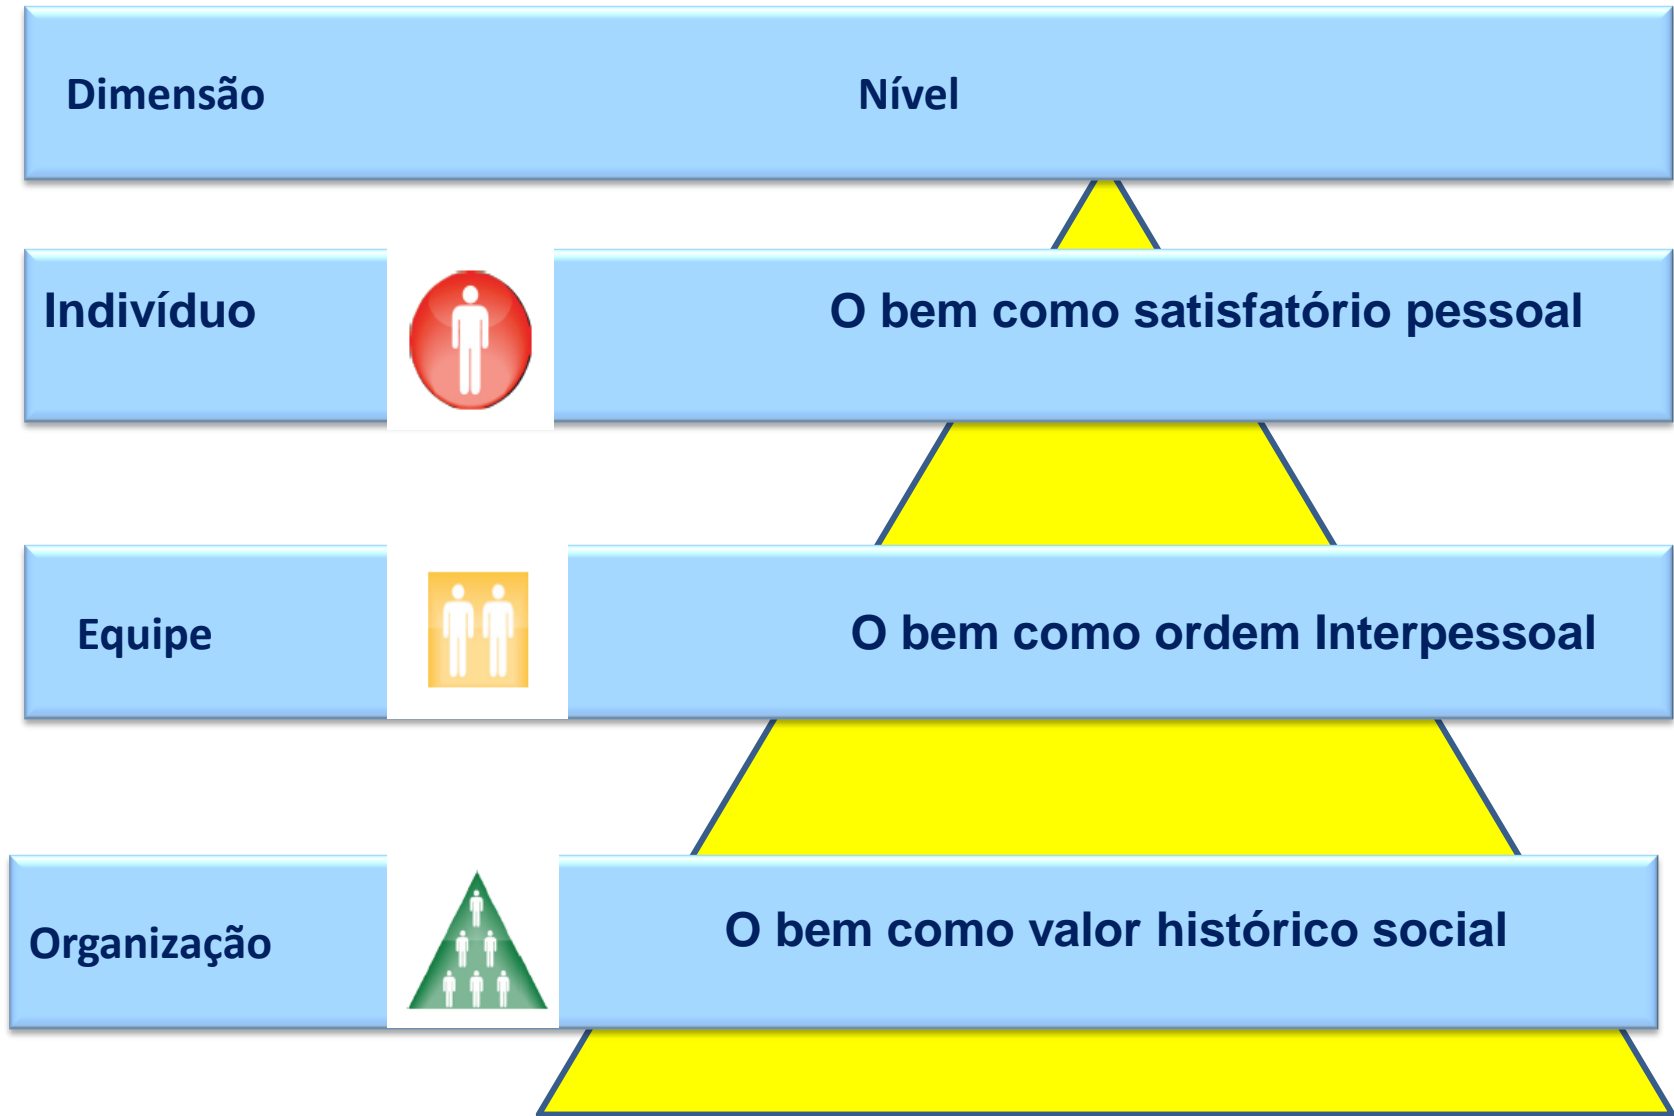 Dimensão Nível
Indivíduo O bem como satisfatório pessoal
Equipe O bem como ordem Interpessoal
Organização O bem como valor histórico social